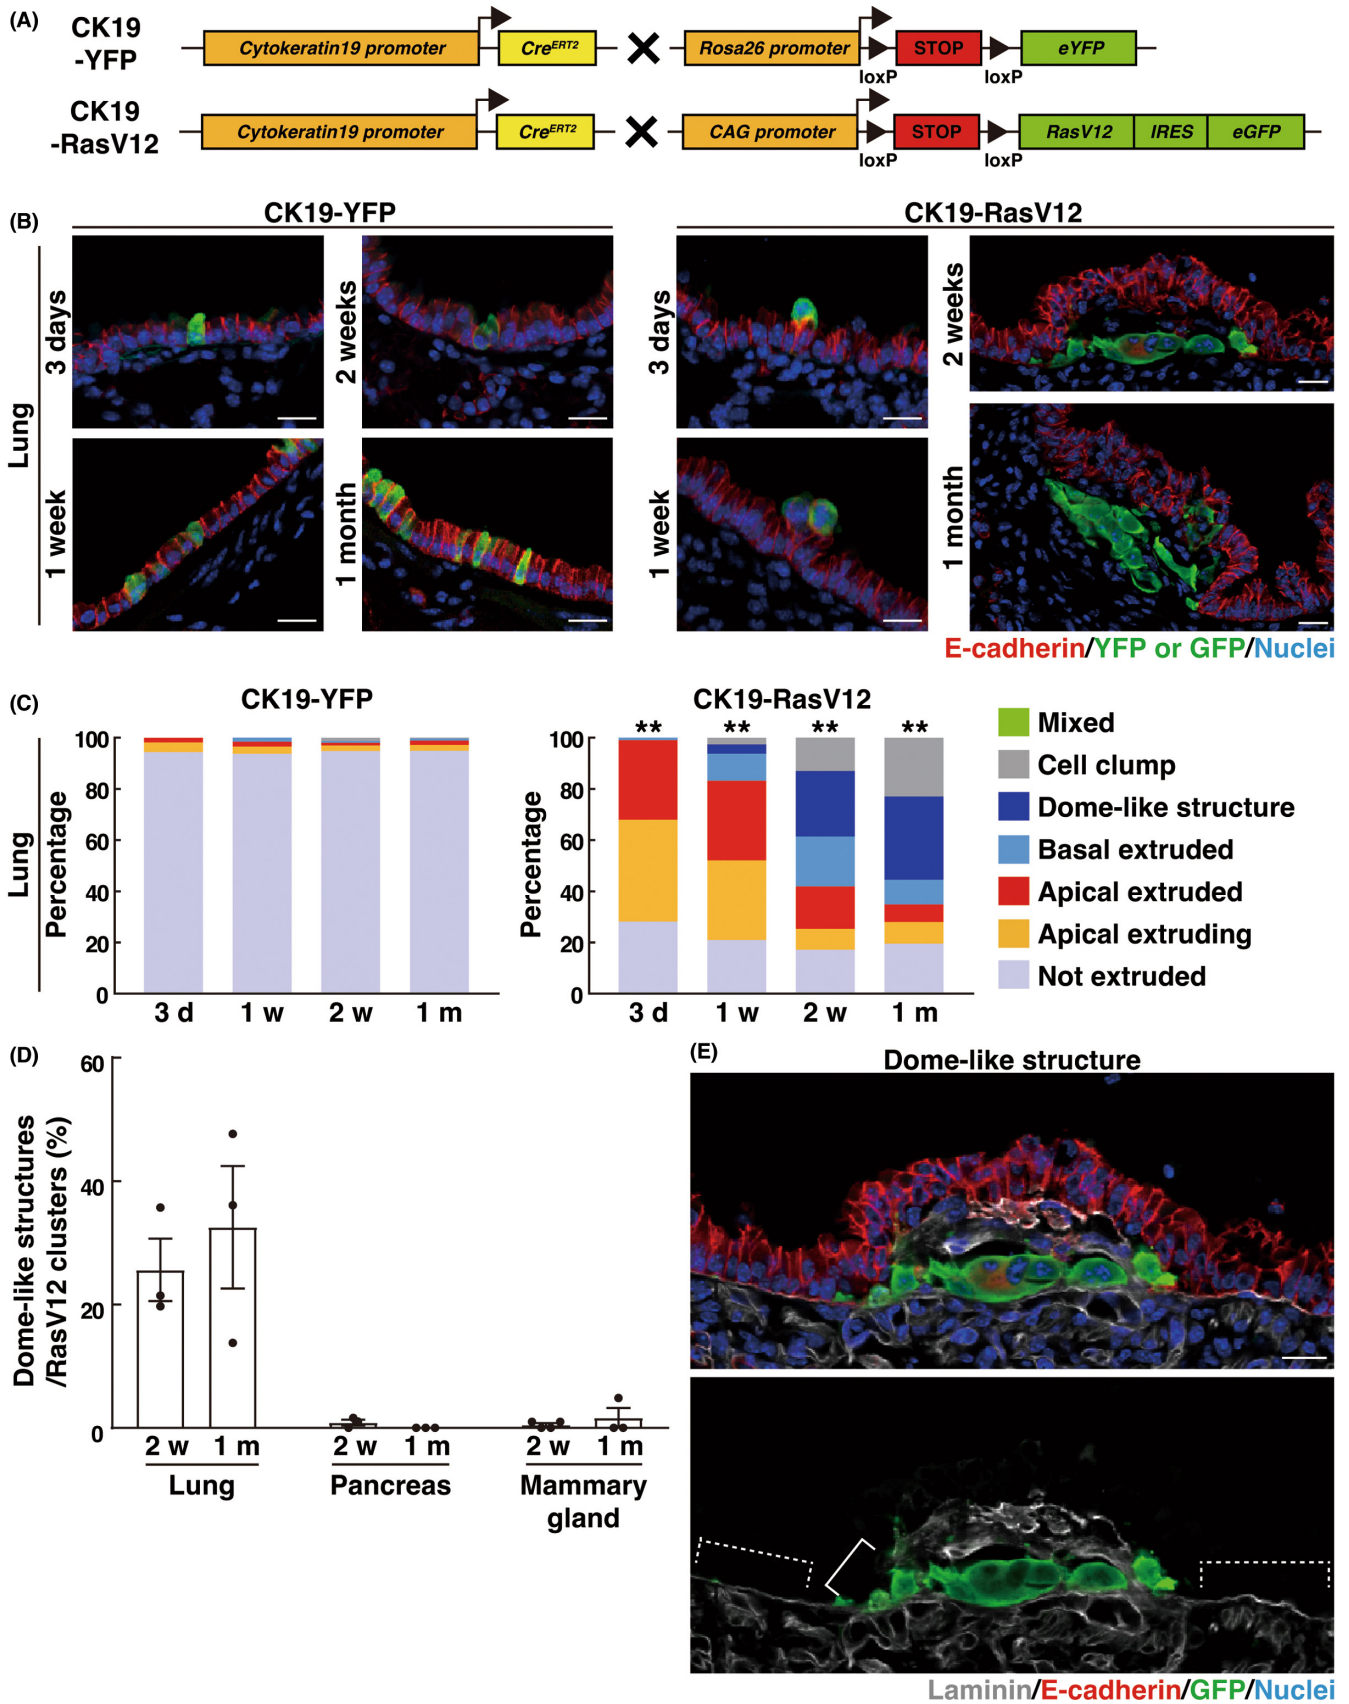 (A)
CK19
-YFP
Cytokeratin19 promoter
CreERT2
Rosa26 promoter
loxP
STOP
loxP
eYFP
CK19
-RasV12
Cytokeratin19 promoter
CreERT2
CAG promoter
loxP
STOP
loxP
RasV12
IRES
eGFP
(B)
CK19-YFP
CK19-RasV12
Lung
3 days
2 weeks
3 days
2 weeks
1 week
1 month
1 week
1 month
E-cadherin/YFP or GFP/Nuclei
(C)
CK19-YFP
CK19-RasV12
Lung
Percentage
100
80
60
40
20
0
3 d
1 w
2 w
1 m
Percentage
100
80
60
40
20
0
** ** ** **
3 d
1 w
2 w
1 m
Mixed
Cell clump
Dome-like structure
Basal extruded
Apical extruded
Apical extruding
Not extruded
(D)
Dome-like structures
/RasV12 clusters (%)
60
40
20
0
2 w
1 m
2 w
1 m
2 w
1 m
Lung
Pancreas
Mammary
gland
(E)
Dome-like structure
Laminin/E-cadherin/GFP/Nuclei